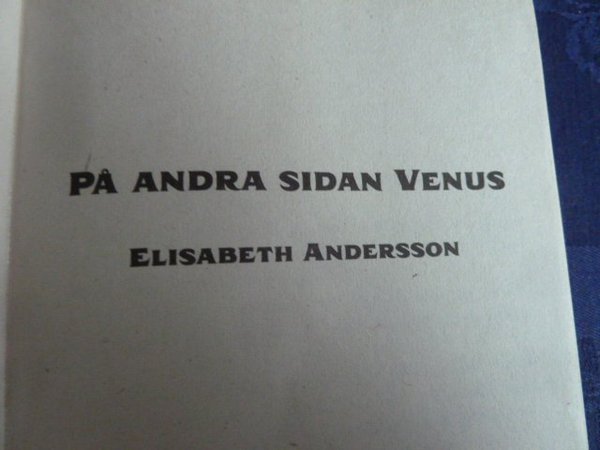 På andra sidan Venus
Elisabeth Andersson